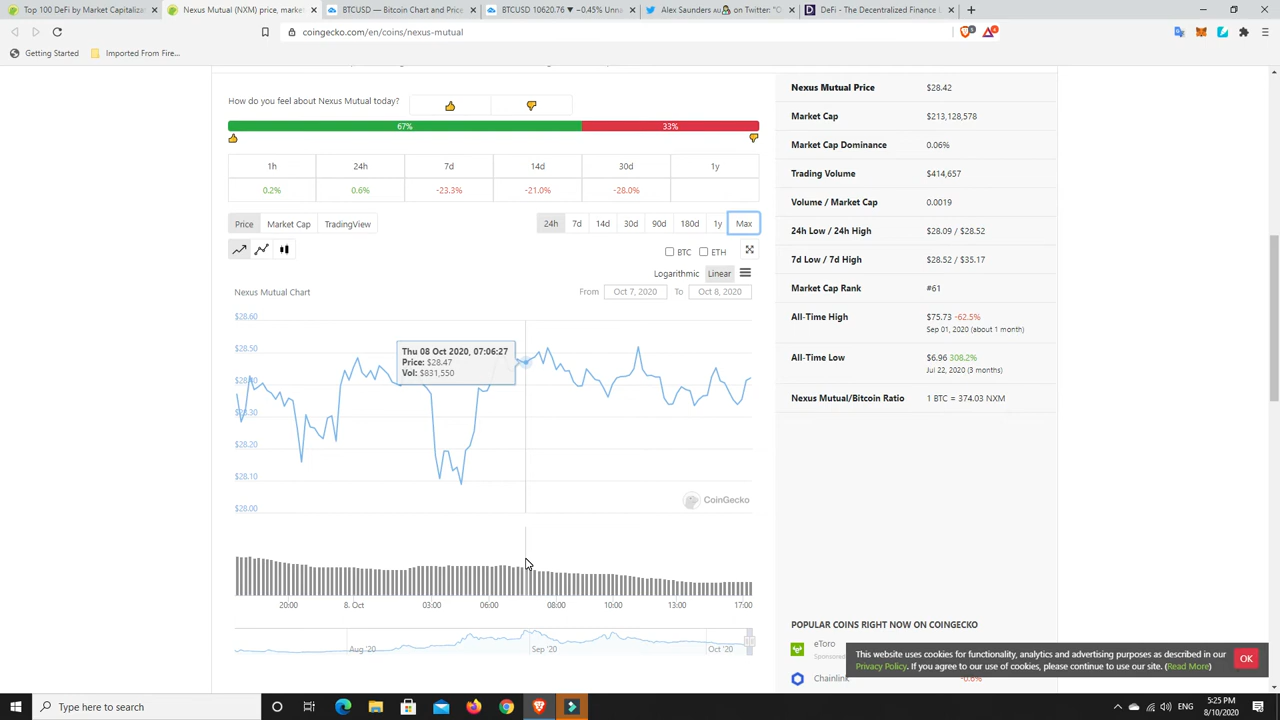 Top 100 DeFi by Market Capitaliz
Nexus Mutual (NXM) price, marke
BTCUSD — Bitcoin Chart and Price
BTCUSD 10620.76 ▼ −0.45% Unna
Alex Saunders on Twitter: "C
DeFi - The Decentralized Finance L
coingecko.com/en/coins/nexus-mutual
Getting Started
Imported From Fire...
How do you feel about Nexus Mutual today?
67%
33%
1h 24h 7d 14d 30d 1y
0.2% 0.6% -23.3% -21.0% -28.0%
Price Market Cap TradingView
24h 7d 14d 30d 90d 180d 1y Max
BTC ETH
Logarithmic Linear
Nexus Mutual Chart
From Oct 7, 2020 To Oct 8, 2020
$28.60
$28.50
$28.40
$28.30
$28.20
$28.10
$28.00
Thu 08 Oct 2020, 07:06:27
Price: $28.47
Vol: $831,550
CoinGecko
20:00 8. Oct 03:00 06:00 08:00 10:00 13:00 17:00
Aug '20 Sep '20 Oct '20
Nexus Mutual Price $28.42
Market Cap $213,128,578
Market Cap Dominance 0.06%
Trading Volume $414,657
Volume / Market Cap 0.0019
24h Low / 24h High $28.09 / $28.52
7d Low / 7d High $28.52 / $35.17
Market Cap Rank #61
All-Time High $75.73 -62.5%
Sep 01, 2020 (about 1 month)
All-Time Low $6.96 308.2%
Jul 22, 2020 (3 months)
Nexus Mutual/Bitcoin Ratio 1 BTC = 374.03 NXM
POPULAR COINS RIGHT NOW ON COINGECKO
eToro
Sponsored
Chainlink
-0.6%
This website uses cookies for functionality, analytics and advertising purposes as described in our
Privacy Policy. If you agree to our use of cookies, please continue to use our site. (Read More)
OK
Type here to search
ENG
5:25 PM
8/10/2020